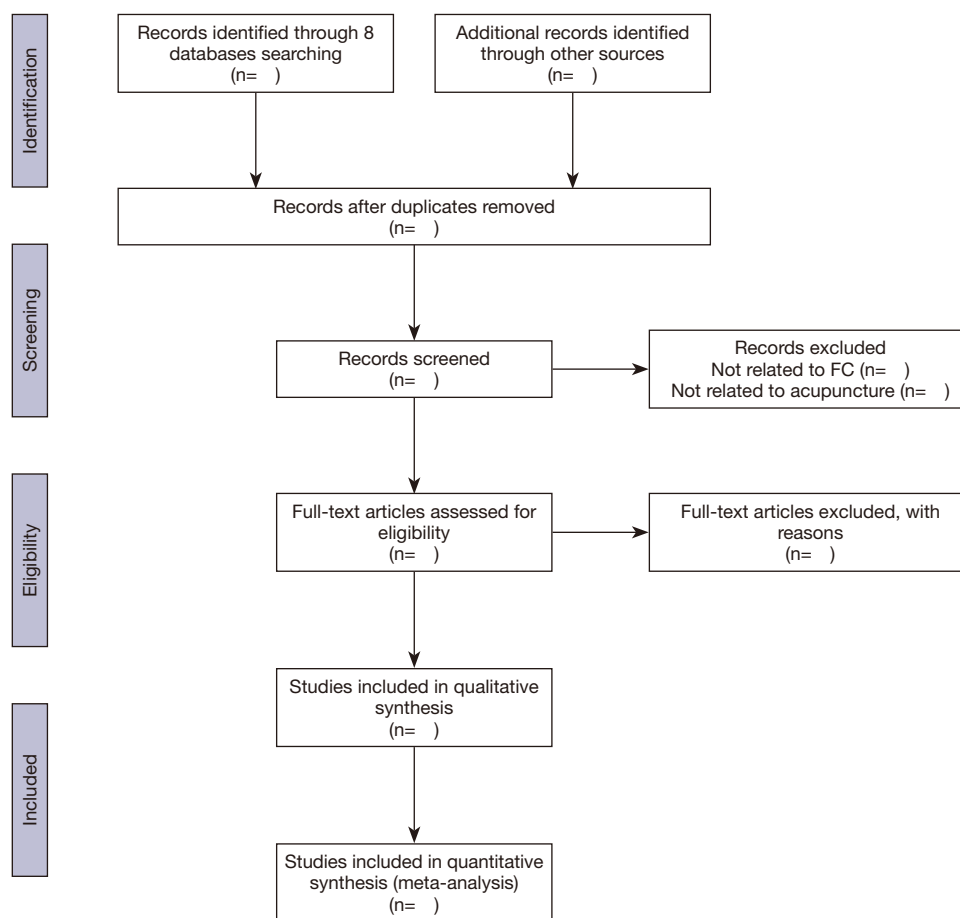 Identification
Records identified through 8
databases searching
(n= )
Additional records identified
through other sources
(n= )
Records after duplicates removed
(n= )
Screening
Records screened
(n= )
Records excluded
Not related to FC (n= )
Not related to acupuncture (n= )
Eligibility
Full-text articles assessed for
eligibility
(n= )
Full-text articles excluded, with
reasons
(n= )
Included
Studies included in qualitative
synthesis
(n= )
Studies included in quantitative
synthesis (meta-analysis)
(n= )